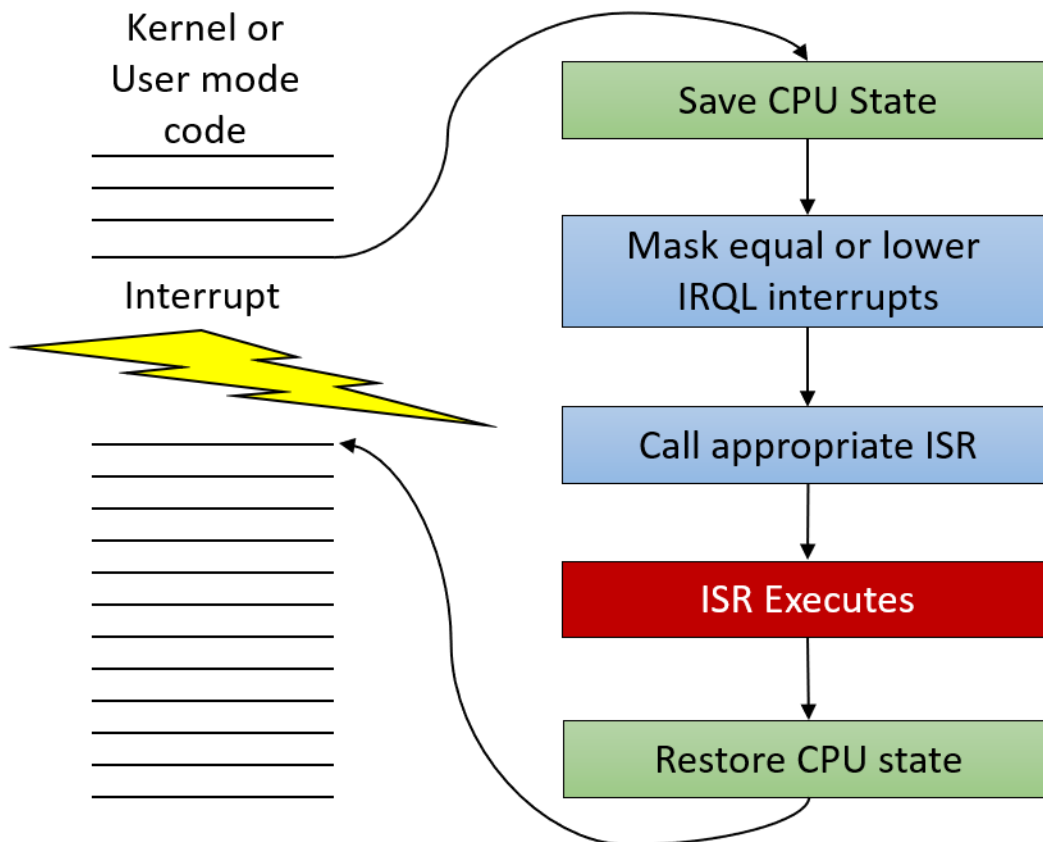 Kernel or
User mode
code
Interrupt
Save CPU State
Mask equal or lower
IRQL interrupts
Call appropriate ISR
ISR Executes
Restore CPU state